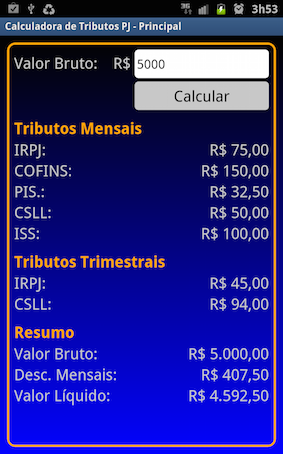 3G
3h53
Calculadora de Tributos PJ - Principal
Valor Bruto: R$ 5000
Calcular
Tributos Mensais
IRPJ: R$ 75,00
COFINS: R$ 150,00
PIS.: R$ 32,50
CSLL: R$ 50,00
ISS: R$ 100,00
Tributos Trimestrais
IRPJ: R$ 45,00
CSLL: R$ 94,00
Resumo
Valor Bruto: R$ 5.000,00
Desc. Mensais: R$ 407,50
Valor Líquido: R$ 4.592,50